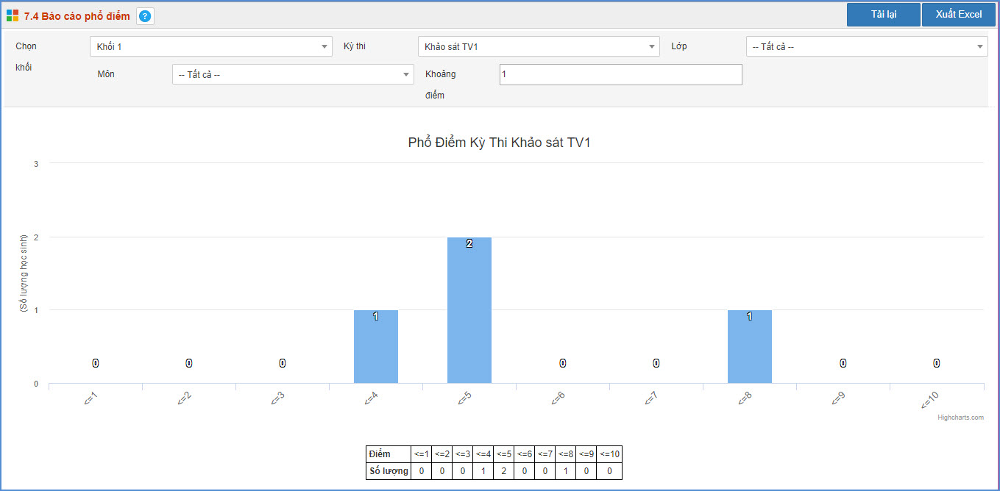 7.4 Báo cáo phổ điểm ? Tải lại Xuất Excel
Chọn khối Khối 1 Kỳ thi Khảo sát TV1 Lớp -- Tất cả --
Môn -- Tất cả -- Khoảng điểm 1
Phổ Điểm Kỳ Thi Khảo sát TV1
(Số lượng học sinh)
3
2
1
0
0 0 0 1 2 0 0 1 0 0
<=1 <=2 <=3 <=4 <=5 <=6 <=7 <=8 <=9 <=10
Highcharts.com
Điểm <=1 <=2 <=3 <=4 <=5 <=6 <=7 <=8 <=9 <=10
Số lượng 0 0 0 1 2 0 0 1 0 0